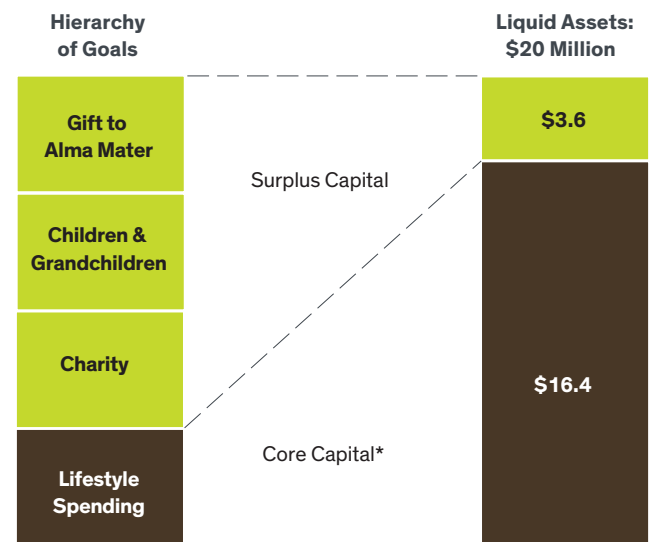 Hierarchy
of Goals
Liquid Assets:
$20 Million
Gift to
Alma Mater
$3.6
Surplus Capital
Children &
Grandchildren
Charity
$16.4
Core Capital*
Lifestyle
Spending